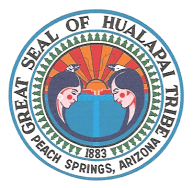 GREAT SEAL OF HUALAPAI TRIBE
1883
PEACH SPRINGS, ARIZONA